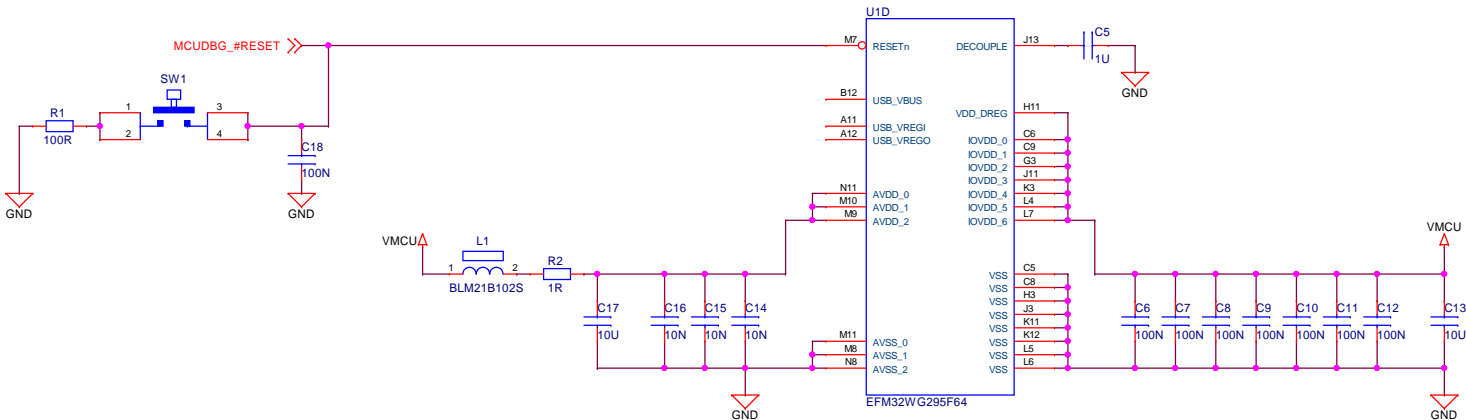 U1D
MCUDBG_#RESET
M7
RESETn
DECOUPLE
J13
C5
1U
GND
SW1
R1
100R
1
2
3
4
C18
100N
GND
GND
B12
USB_VBUS
A11
USB_VREGI
A12
USB_VREGO
VDD_DREG
H11
IOVDD_0
C6
IOVDD_1
C9
IOVDD_2
G3
IOVDD_3
J11
IOVDD_4
K3
IOVDD_5
L4
IOVDD_6
L7
N11
AVDD_0
M10
AVDD_1
M9
AVDD_2
VMCU
L1
1
2
BLM21B102S
R2
1R
C17
10U
C16
10N
C15
10N
C14
10N
M11
AVSS_0
M8
AVSS_1
N8
AVSS_2
GND
VSS
C5
VSS
C8
VSS
H3
VSS
J3
VSS
K11
VSS
K12
VSS
L5
VSS
L6
EFM32WG295F64
VMCU
C6
100N
C7
100N
C8
100N
C9
100N
C10
100N
C11
100N
C12
100N
C13
10U
GND